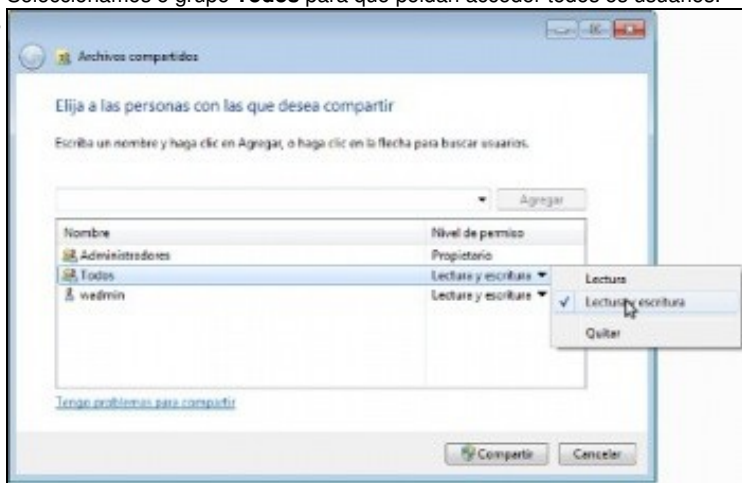 Seleccionamos o grupo Todos para que poidan acceder todos os usuarios.
Archivos compartidos
Elija a las personas con las que desea compartir
Escriba un nombre y haga clic en Agregar, o haga clic en la flecha para buscar usuarios.
Agregar
Nombre Nivel de permiso
Administradores Propietario
Todos Lectura y escritura
wadmin Lectura y escritura
Lectura
Lectura y escritura
Quitar
Tengo problemas para compartir
Compartir Cancelar